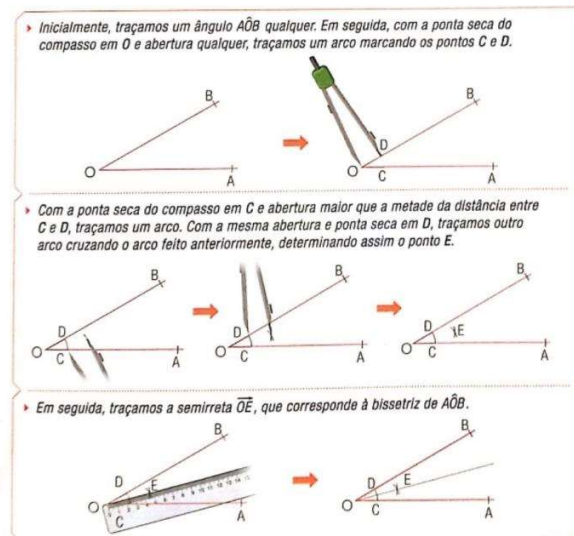 ▸ Inicialmente, traçamos um ângulo AÔB qualquer. Em seguida, com a ponta seca do
compasso em O e abertura qualquer, traçamos um arco marcando os pontos C e D.
B
O
A
B
D
O
C
A
▸ Com a ponta seca do compasso em C e abertura maior que a metade da distância entre
C e D, traçamos um arco. Com a mesma abertura e ponta seca em D, traçamos outro
arco cruzando o arco feito anteriormente, determinando assim o ponto E.
B
D
O
C
A
B
D
O
C
A
B
D
E
O
C
A
▸ Em seguida, traçamos a semirreta OE, que corresponde à bissetriz de AÔB.
B
D
E
O
C
A
B
D
E
O
C
A